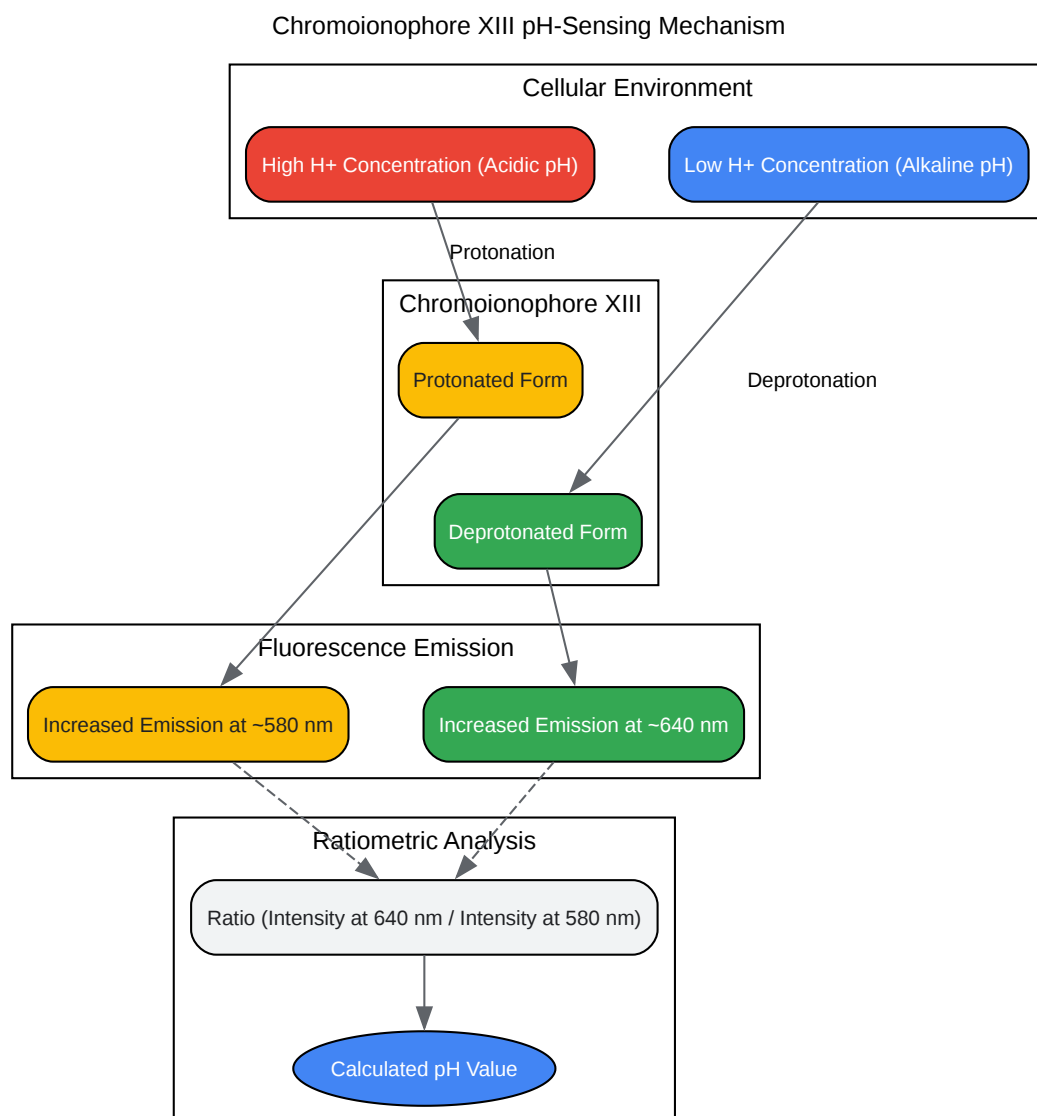 Chromoionophore XIII pH-Sensing Mechanism
Cellular Environment
High H+ Concentration (Acidic pH)
Low H+ Concentration (Alkaline pH)
Protonation
Chromoionophore XIII
Protonated Form
Deprotonation
Deprotonated Form
Fluorescence Emission
Increased Emission at ~580 nm
Increased Emission at ~640 nm
Ratiometric Analysis
Ratio (Intensity at 640 nm / Intensity at 580 nm)
Calculated pH Value